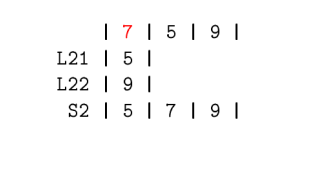 | 7 | 5 | 9 |
L21 | 5 |
L22 | 9 |
S2 | 5 | 7 | 9 |